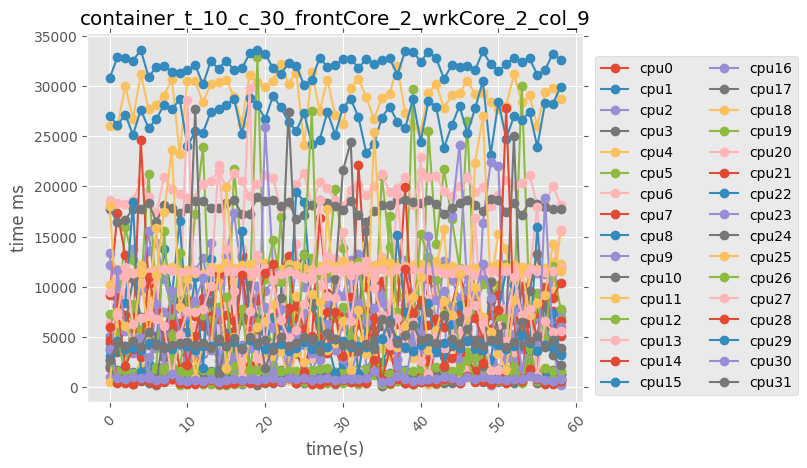 container_t_10_c_30_frontCore_2_wrkCore_2_col_9
35000
30000
25000
20000
15000
10000
5000
0
time ms
0
10
20
30
40
50
60
time(s)
cpu0
cpu1
cpu2
cpu3
cpu4
cpu5
cpu6
cpu7
cpu8
cpu9
cpu10
cpu11
cpu12
cpu13
cpu14
cpu15
cpu16
cpu17
cpu18
cpu19
cpu20
cpu21
cpu22
cpu23
cpu24
cpu25
cpu26
cpu27
cpu28
cpu29
cpu30
cpu31